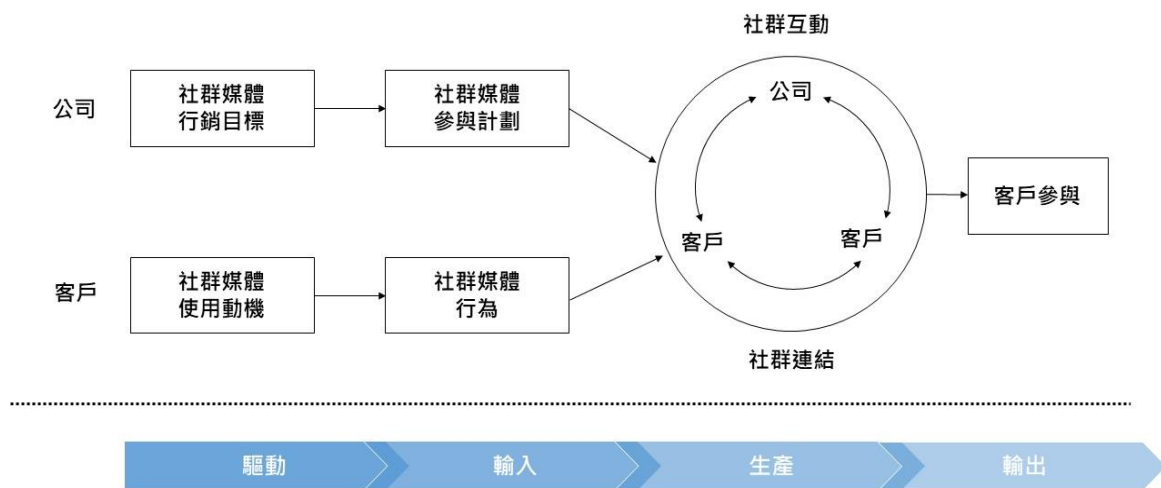 社群互動
公司
社群媒體
行銷目標
社群媒體
參與計劃
公司
客戶參與
客戶
客戶
客戶
社群媒體
使用動機
社群媒體
行為
社群連結
驅動
輸入
生產
輸出